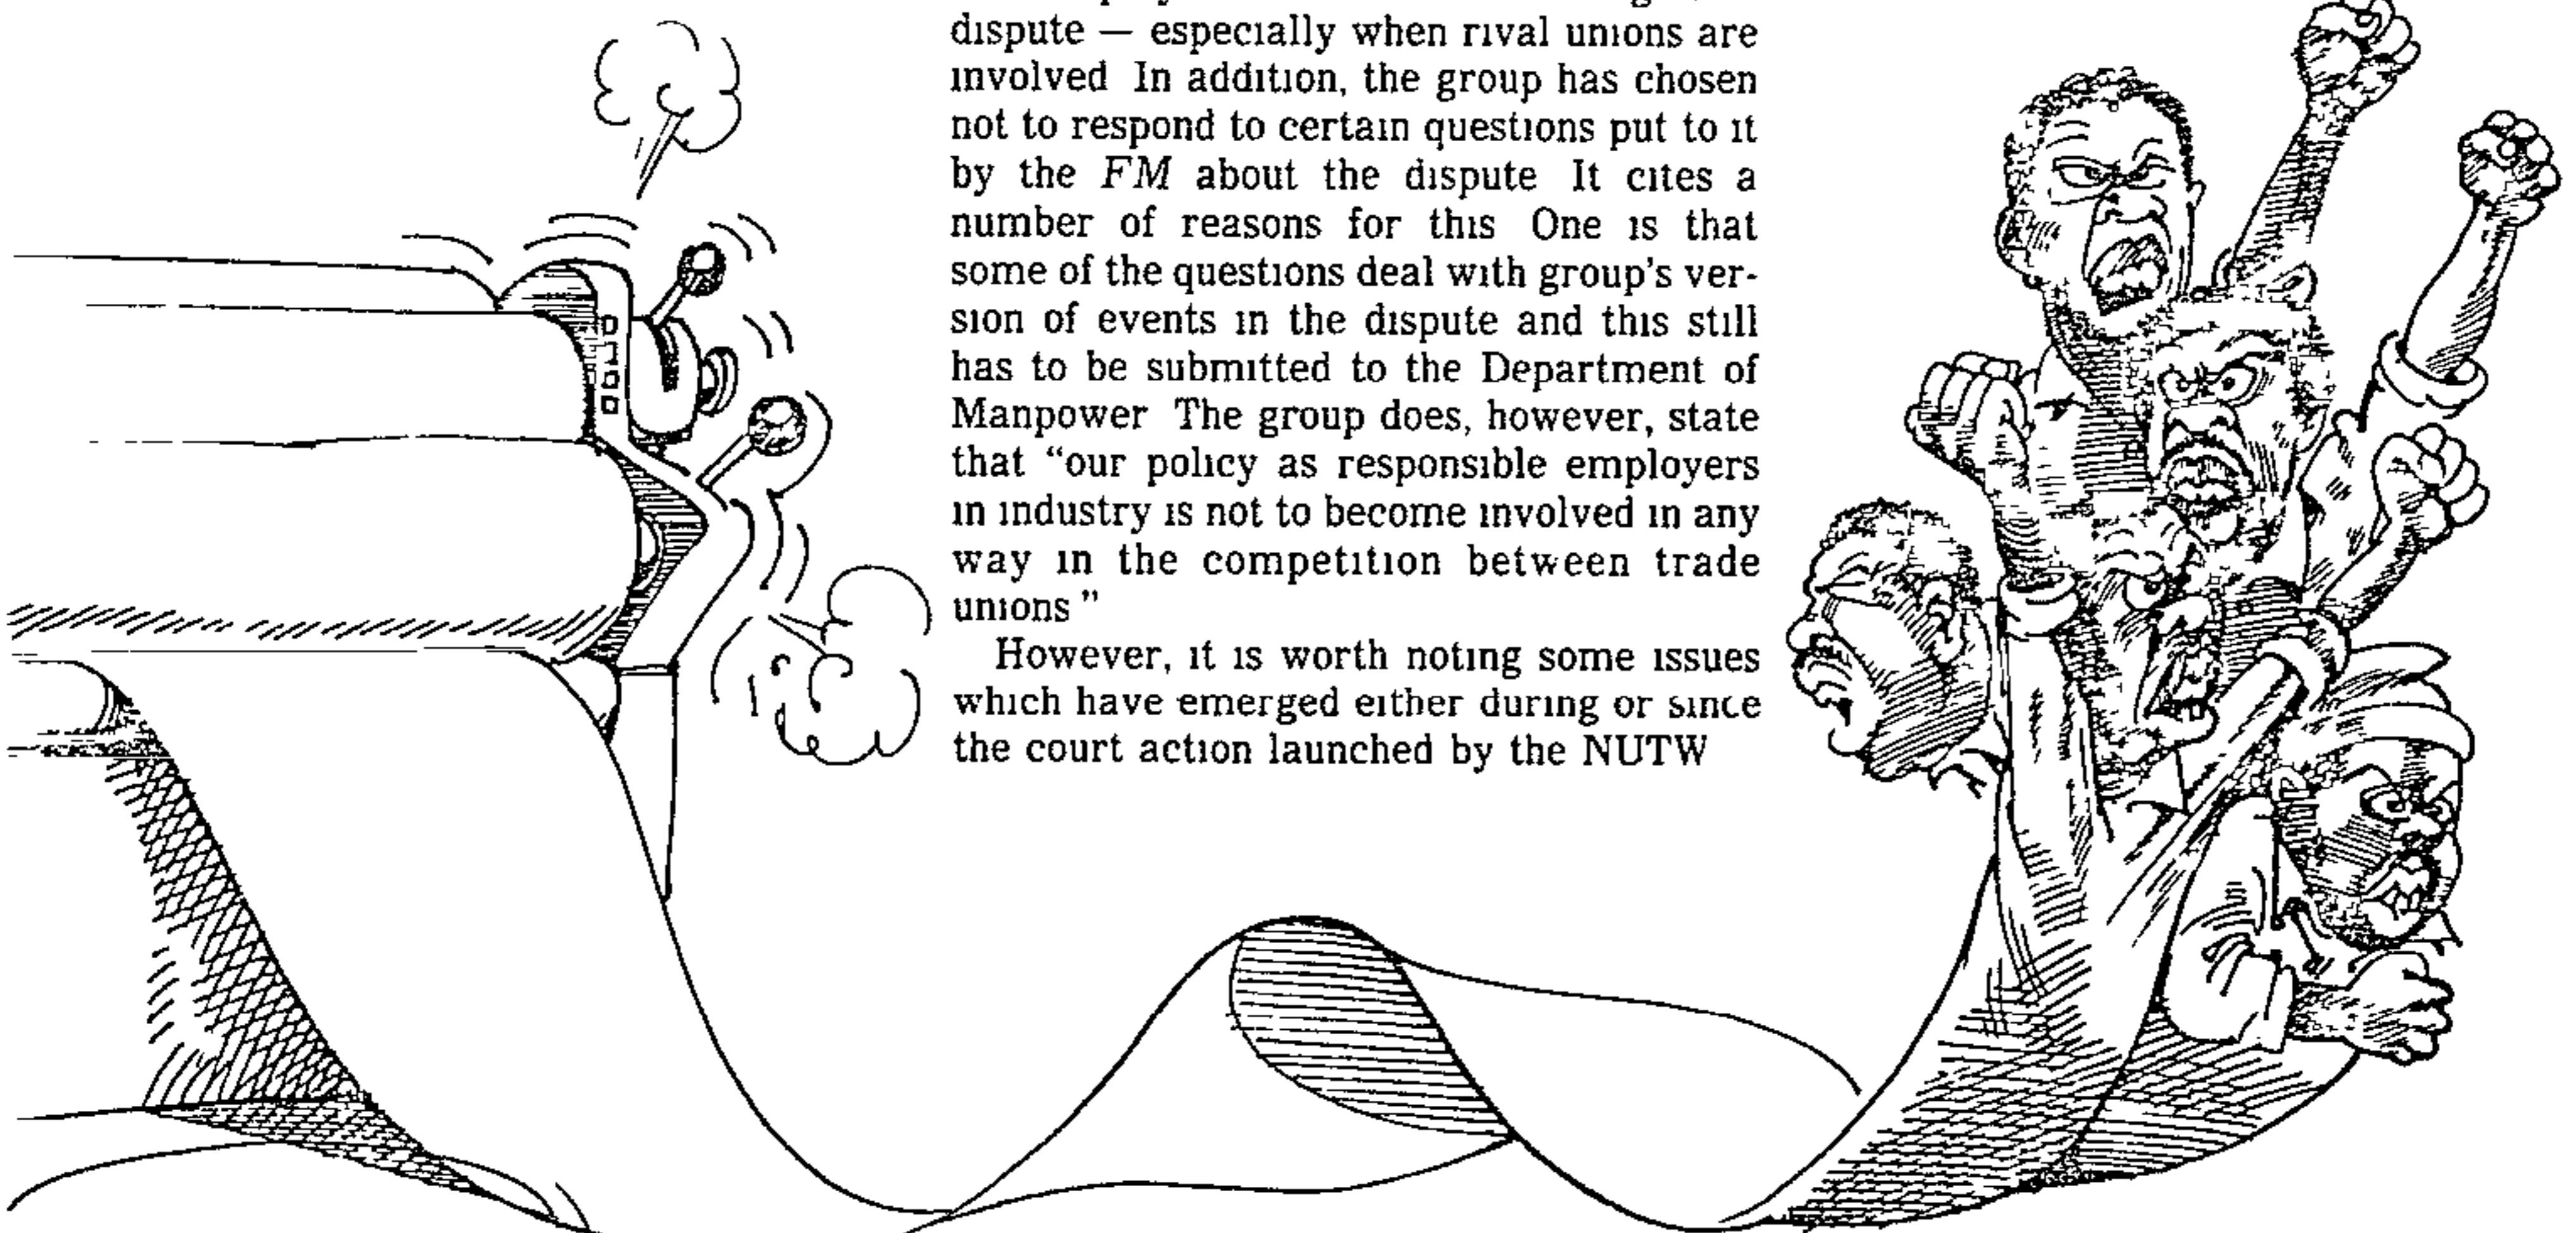 dispute — especially when rival unions are
involved In addition, the group has chosen
not to respond to certain questions put to it
by the FM about the dispute It cites a
number of reasons for this One is that
some of the questions deal with group's ver-
sion of events in the dispute and this still
has to be submitted to the Department of
Manpower The group does, however, state
that “our policy as responsible employers
in industry is not to become involved in any
way in the competition between trade
unions ”
However, it is worth noting some issues
which have emerged either during or since
the court action launched by the NUTW